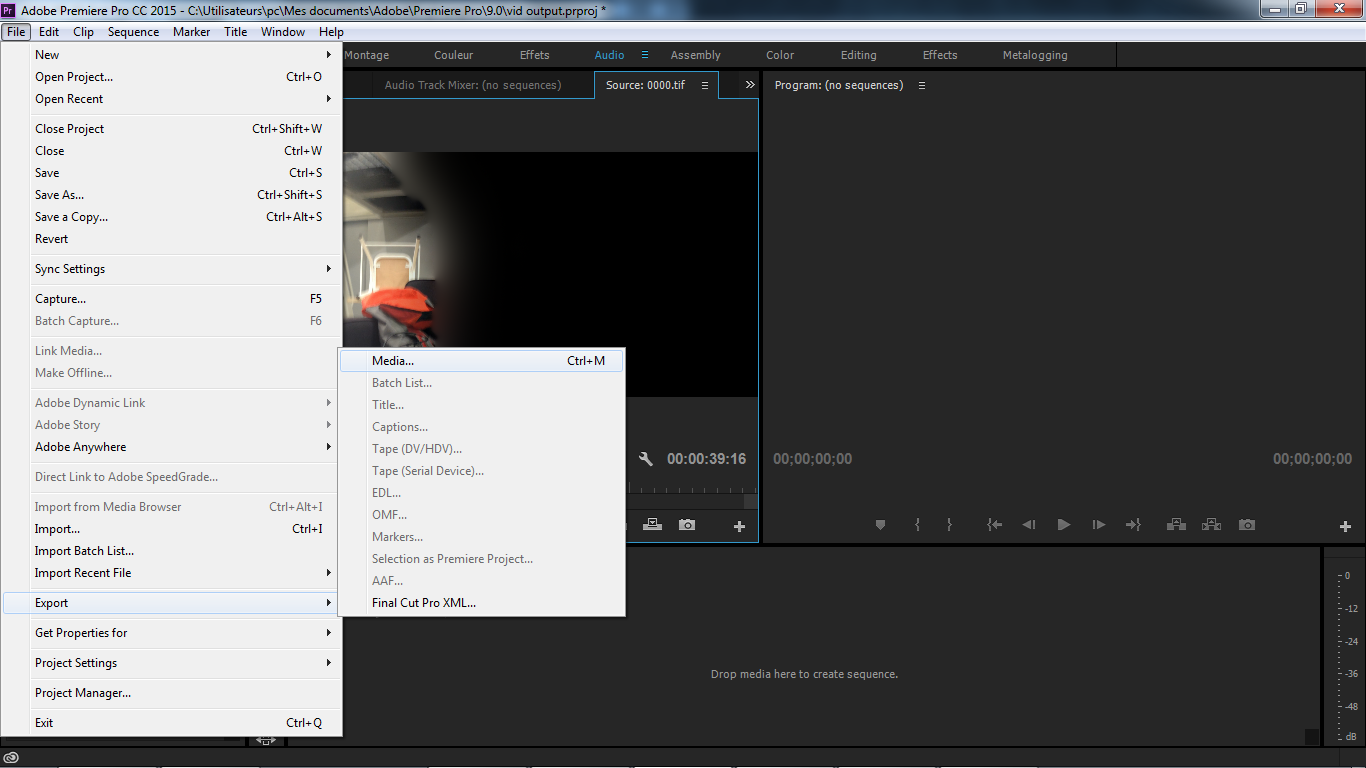 Pr Adobe Premiere Pro CC 2015 - C:\Utilisateurs\pc\Mes documents\Adobe\Premiere Pro\9.0\vid output.prproj *
File Edit Clip Sequence Marker Title Window Help
Montage Couleur Effets Audio Assembly Color Editing Effects Metalogging
Audio Track Mixer: (no sequences) Source: 0000.tif Program: (no sequences)
New
Open Project... Ctrl+O
Open Recent
Close Project Ctrl+Shift+W
Close Ctrl+W
Save Ctrl+S
Save As... Ctrl+Shift+S
Save a Copy... Ctrl+Alt+S
Revert
Sync Settings
Capture... F5
Batch Capture... F6
Link Media...
Make Offline...
Adobe Dynamic Link
Adobe Story
Adobe Anywhere
Direct Link to Adobe SpeedGrade...
Import from Media Browser Ctrl+Alt+I
Import... Ctrl+I
Import Batch List...
Import Recent File
Export
Get Properties for
Project Settings
Project Manager...
Exit Ctrl+Q
Media... Ctrl+M
Batch List...
Title...
Captions...
Tape (DV/HDV)...
Tape (Serial Device)...
EDL...
OMF...
Markers...
Selection as Premiere Project...
AAF...
Final Cut Pro XML...
00:00:39:16
00;00;00;00 00;00;00;00
Drop media here to create sequence.
0
-12
-24
-36
-48
dB